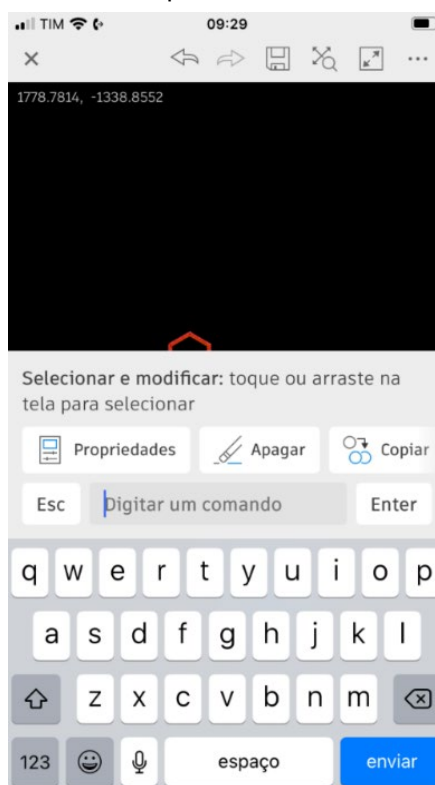 TIM 09:29
1778.7814, -1338.8552
Selecionar e modificar: toque ou arraste na
tela para selecionar
Propriedades Apagar Copiar
Esc Digitar um comando Enter
q w e r t y u i o p
a s d f g h j k l
z x c v b n m
123 espaço enviar